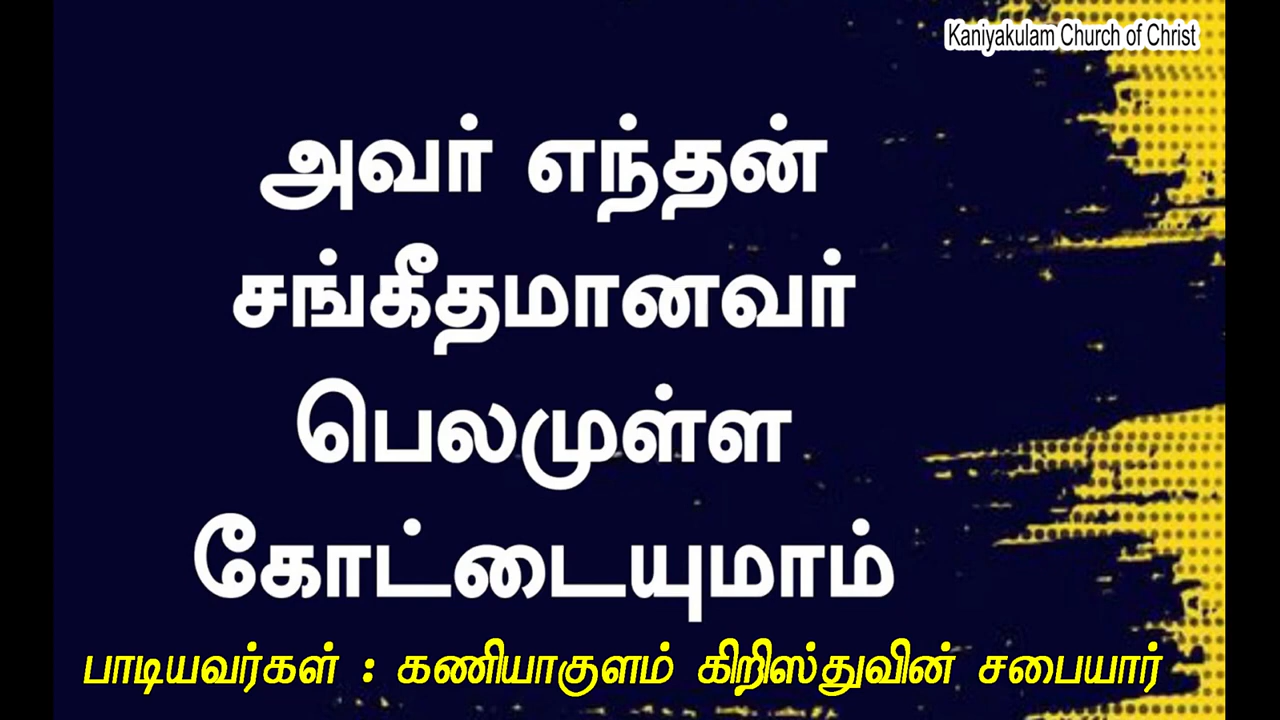 Kaniyakulam Church of Christ
அவர் எந்தன்
சங்கீதமானவர்
பெலமுள்ள
கோட்டையுமாம்
பாடியவர்கள் : கணியாகுளம் கிறிஸ்துவின் சபையார்